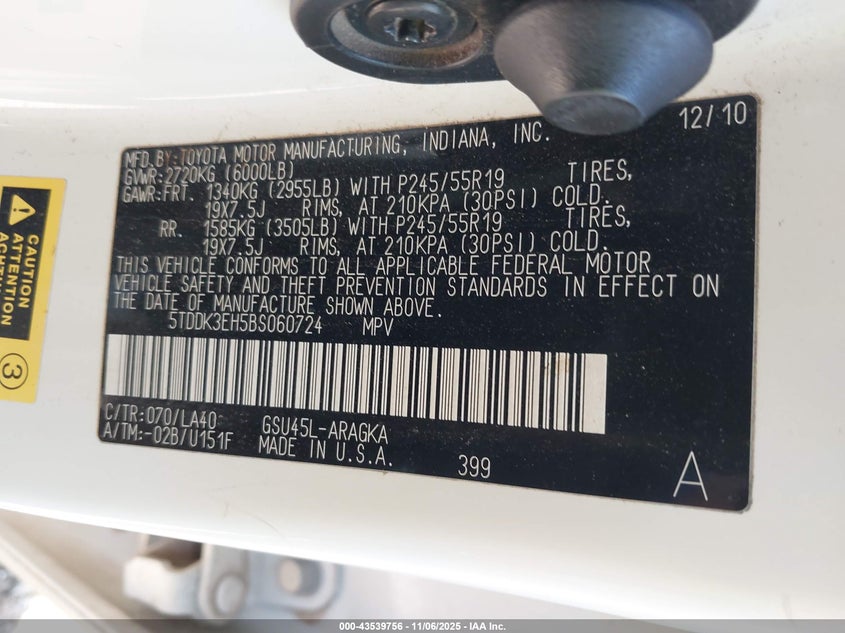 12/10
MFD. BY: TOYOTA MOTOR MANUFACTURING, INDIANA, INC.
GVWR: 2720KG (6000LB)
GAWR-FRT. 1340KG (2955LB) WITH P245/55R19 TIRES,
19X7.5J RIMS, AT 210KPA (30PSI) COLD.
RR. 1585KG (3505LB) WITH P245/55R19 TIRES,
19X7.5J RIMS, AT 210KPA (30PSI) COLD.
THIS VEHICLE CONFORMS TO ALL APPLICABLE FEDERAL MOTOR
VEHICLE SAFETY AND THEFT PREVENTION STANDARDS IN EFFECT ON
THE DATE OF MANUFACTURE SHOWN ABOVE.
5TDDK3EH5BS060724 MPV
C/TR:070/LA40 GSU45L-ARAGKA
A/TM:-02B/U151F MADE IN U.S.A. 399
A
CAUTION
ATTENTION
3
000-43539756 - 11/06/2025 - IAA Inc.